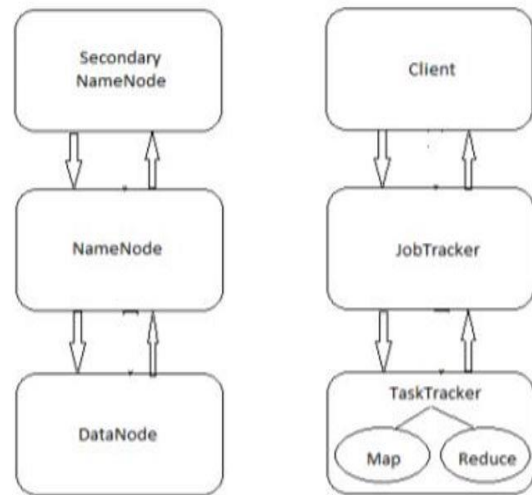 Secondary
NameNode
NameNode
DataNode
Client
JobTracker
TaskTracker
Map
Reduce